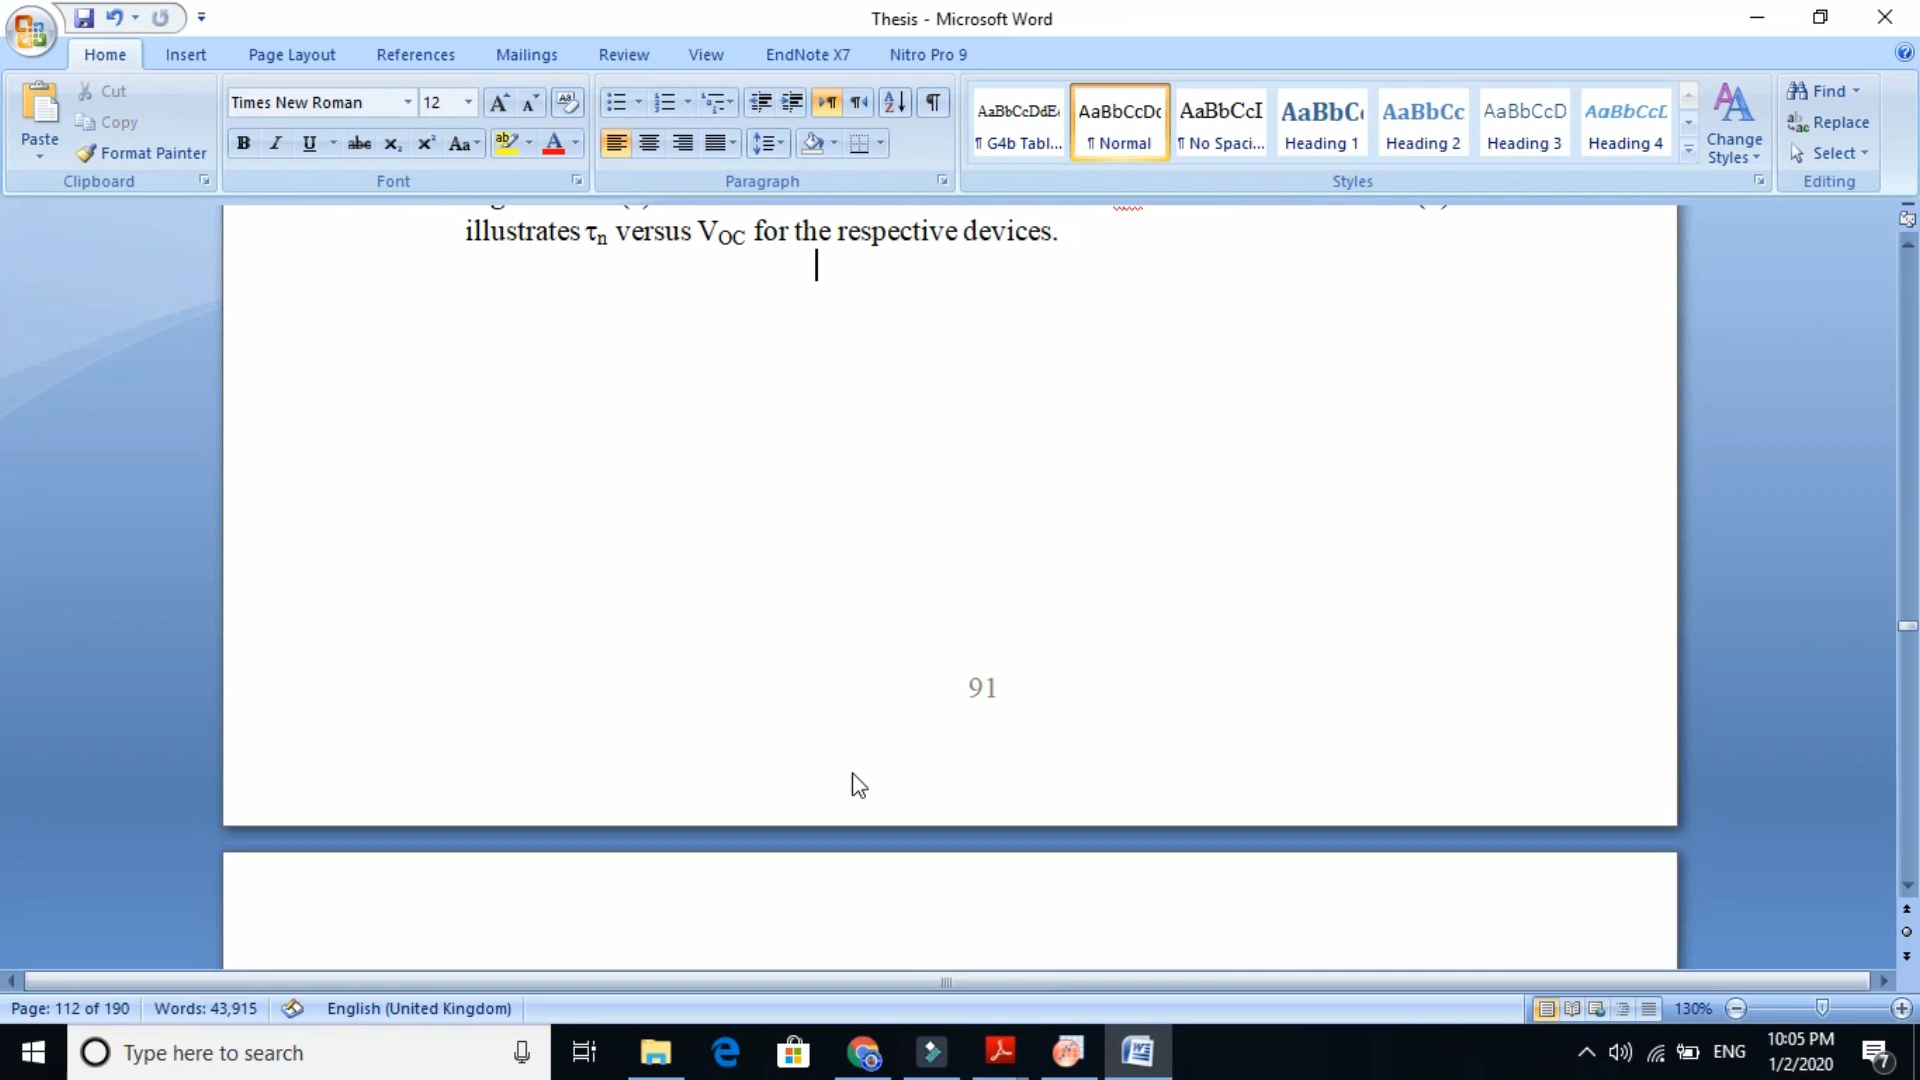 Thesis - Microsoft Word
Home Insert Page Layout References Mailings Review View EndNote X7 Nitro Pro 9
Paste
Cut
Copy
Format Painter
Clipboard
Times New Roman 12
Font
Paragraph
AaBbCcDdE AaBbCcDd AaBbCcI AaBbC AaBbCc AaBbCcD AaBbCcL
¶ G4b Tabl... ¶ Normal ¶ No Spaci... Heading 1 Heading 2 Heading 3 Heading 4
Change Styles
Styles
Find
Replace
Select
Editing
illustrates τn versus VOC for the respective devices.
91
Page: 112 of 190 Words: 43,915 English (United Kingdom) 130%
Type here to search
ENG
10:05 PM
1/2/2020
7